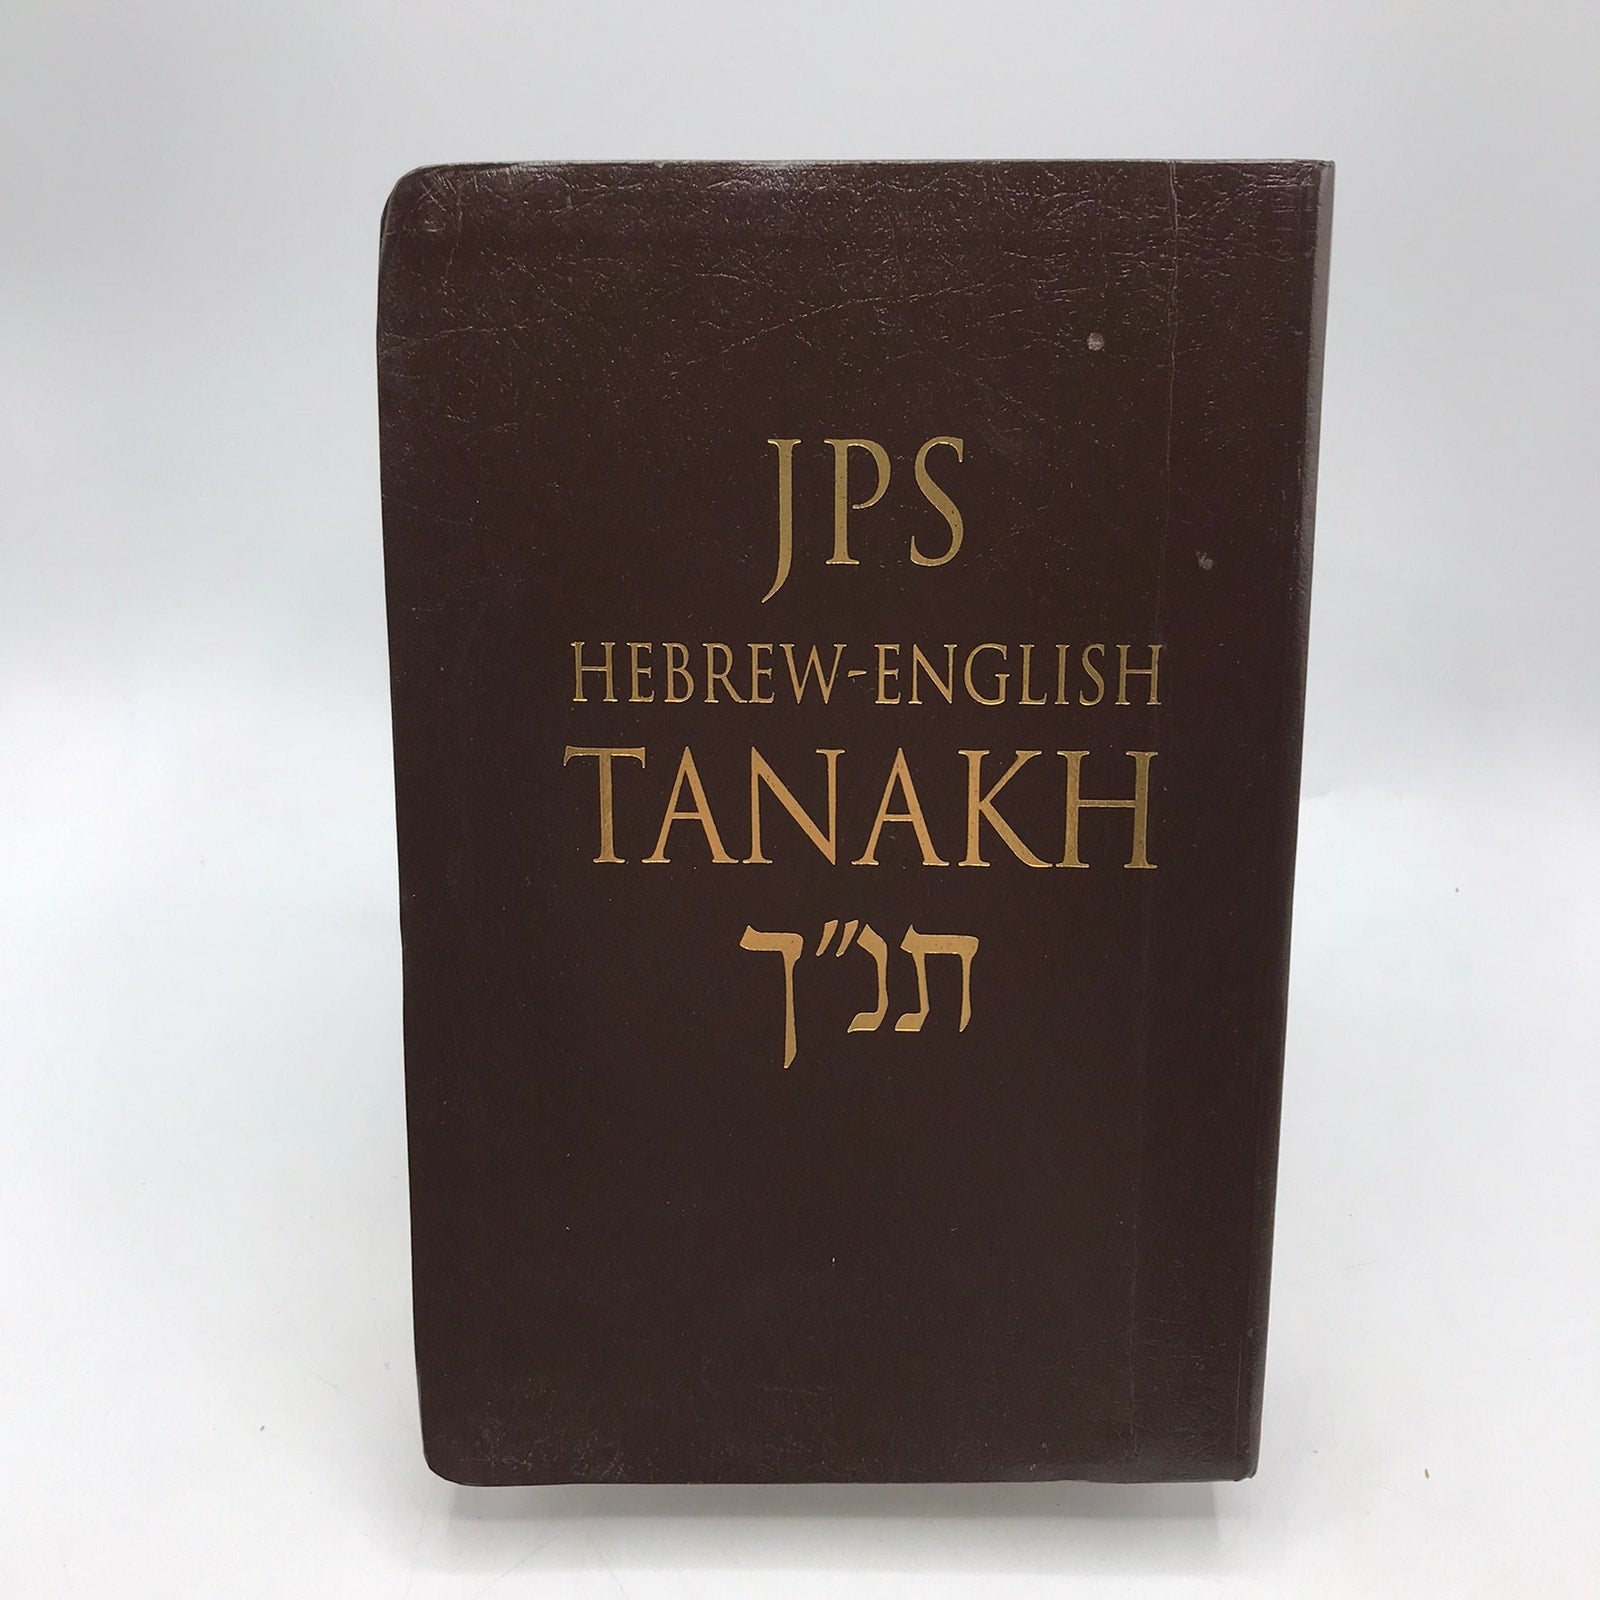 JPS
HEBREW-ENGLISH
TANAKH
תנ״ך